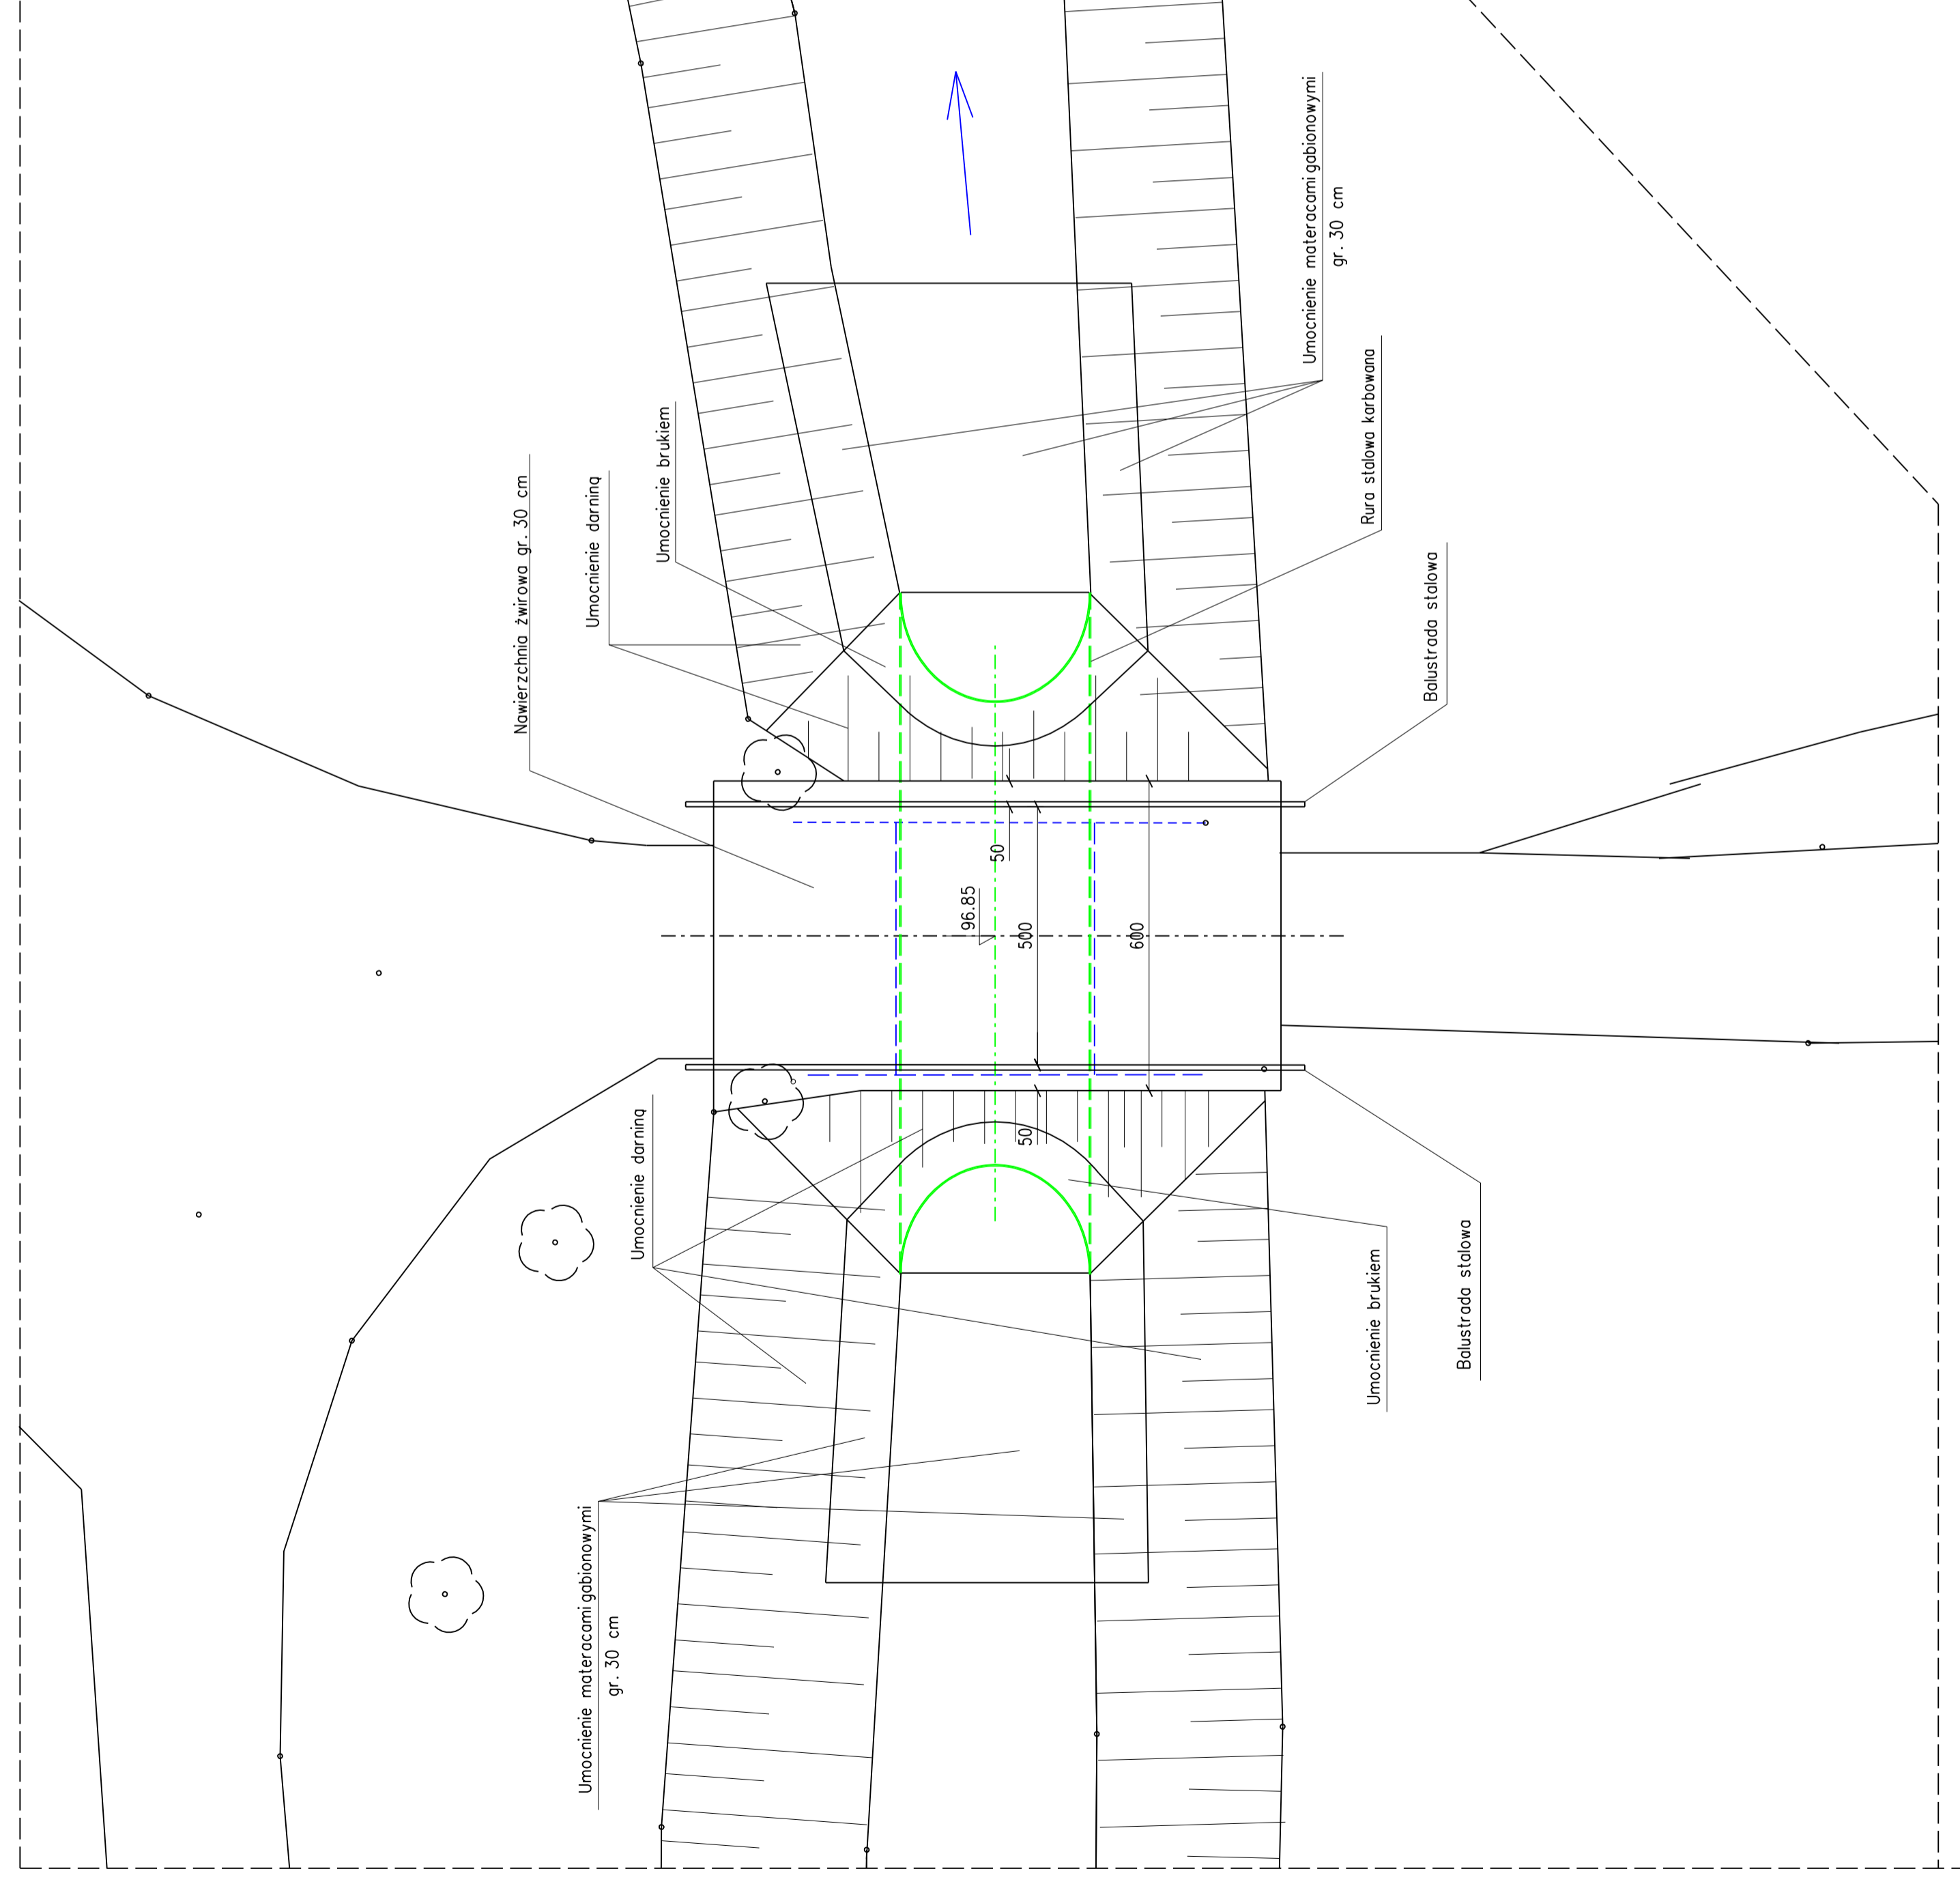 Nawierzchnia żwirowa gr. 30 cm
Umocnienie darniną
Umocnienie brukiem
Umocnienie materacami gabionowymi
gr. 30 cm
Rura stalowa karbowana
Balustrada stalowa
50
96.85
500
600
50
Umocnienie darniną
Umocnienie materacami gabionowymi
gr. 30 cm
Umocnienie brukiem
Balustrada stalowa